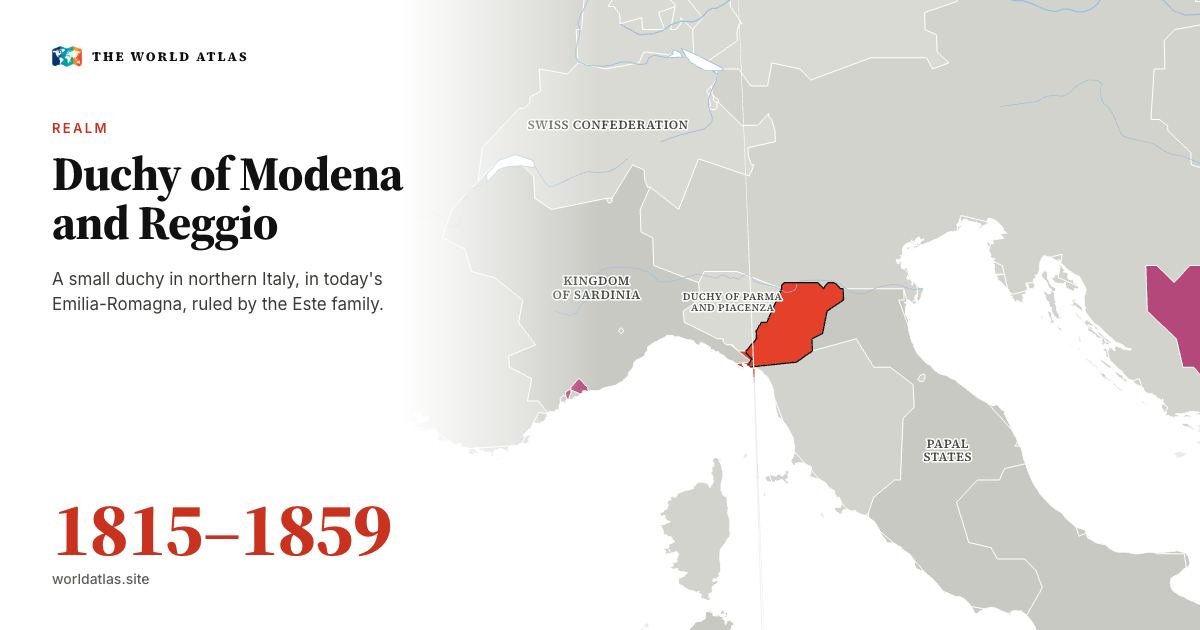 THE WORLD ATLAS
REALM
Duchy of Modena
and Reggio
A small duchy in northern Italy, in today's
Emilia-Romagna, ruled by the Este family.
1815–1859
worldatlas.site
SWISS CONFEDERATION
KINGDOM
OF SARDINIA
DUCHY OF PARMA
AND PIACENZA
PAPAL
STATES